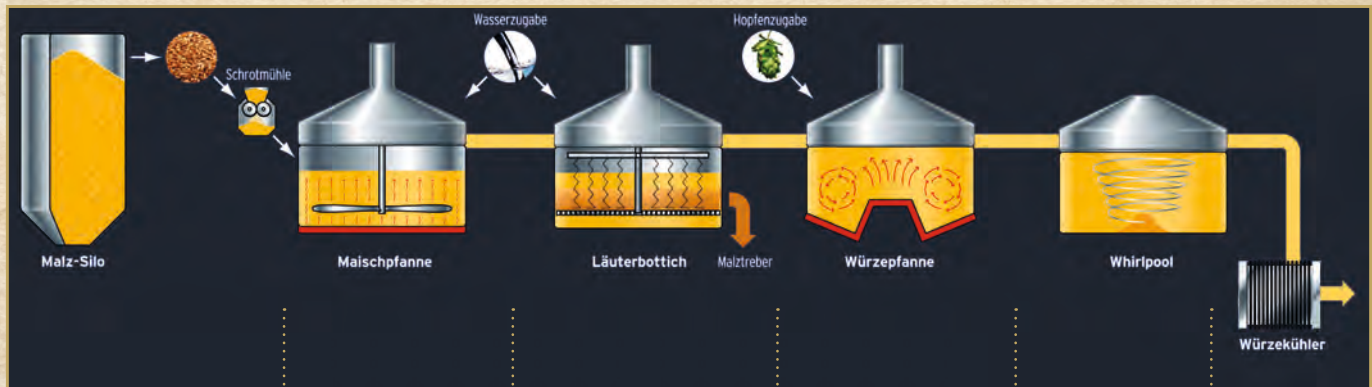 Wasserzugabe
Hopfenzugabe
Schrotmühle
Malz-Silo
Maischpfanne
Läuterbottich
Malztreber
Würzepfanne
Whirlpool
Würzekühler